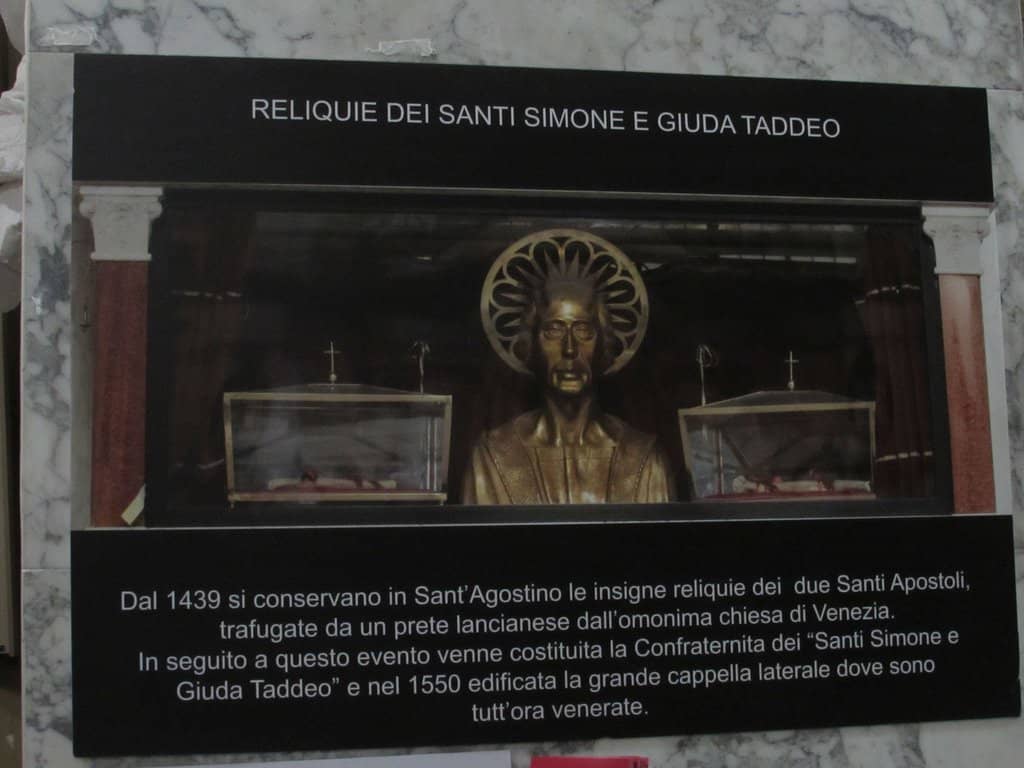 RELIQUIE DEI SANTI SIMONE E GIUDA TADDEO
Dal 1439 si conservano in Sant'Agostino le insigne reliquie dei due Santi Apostoli,
trafugate da un prete lancianese dall'omonima chiesa di Venezia.
In seguito a questo evento venne costituita la Confraternita dei "Santi Simone e
Giuda Taddeo" e nel 1550 edificata la grande cappella laterale dove sono
tutt'ora venerate.